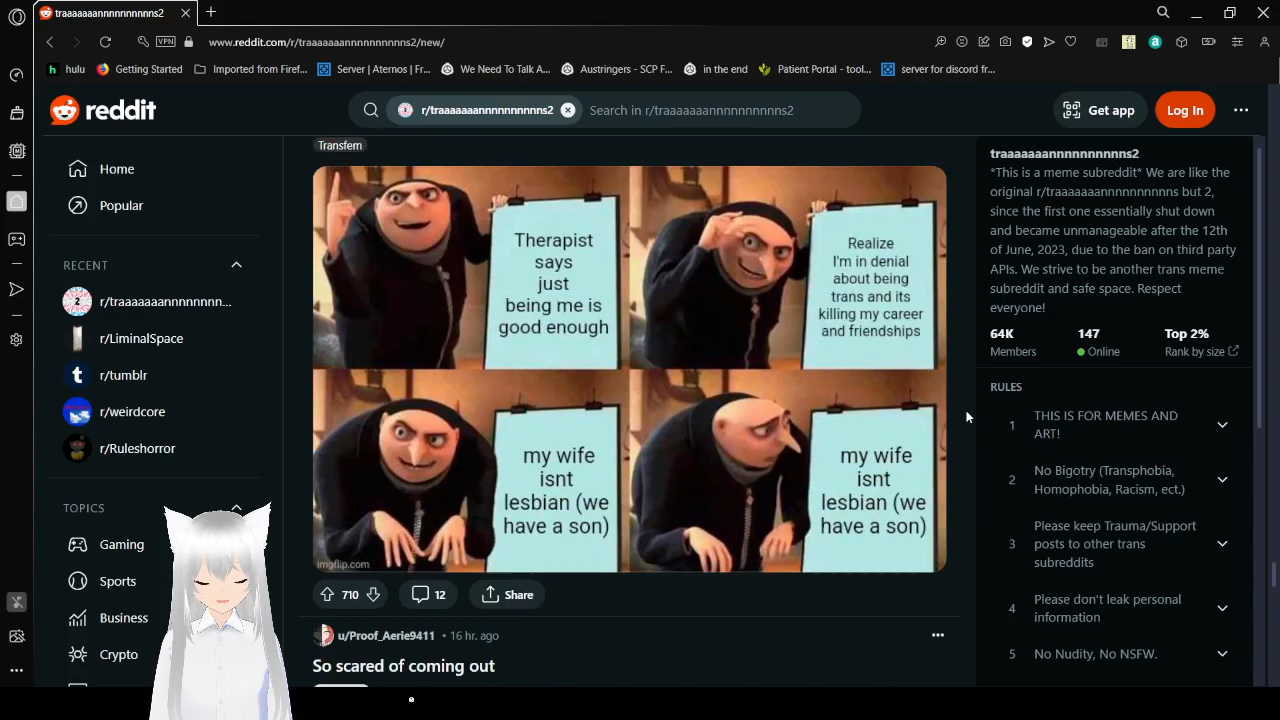 traaaaaaannnnnnnnnns2
VPN
www.reddit.com/r/traaaaaaannnnnnnnnns2/new/
hulu
Getting Started
Imported from Firef...
Server | Aternos | Fr...
We Need To Talk A...
Austringers - SCP F...
in the end
Patient Portal - tool...
server for discord fr...
reddit
r/traaaaaaannnnnnnnnns2
Search in r/traaaaaaannnnnnnnnns2
Get app
Log In
Home
Popular
RECENT
r/traaaaaaannnnnnn...
r/LiminalSpace
r/tumblr
r/weirdcore
r/Ruleshorror
TOPICS
Gaming
Sports
Business
Crypto
Transfem
Therapist
says
just
being me is
good enough
Realize
I'm in denial
about being
trans and its
killing my career
and friendships
my wife
isnt
lesbian (we
have a son)
my wife
isnt
lesbian (we
have a son)
imgflip.com
710
12
Share
u/Proof_Aerie9411 • 16 hr. ago
So scared of coming out
traaaaaaannnnnnnnnns2
*This is a meme subreddit* We are like the
original r/traaaaaaannnnnnnnnns but 2,
since the first one essentially shut down
and became unmanageable after the 12th
of June, 2023, due to the ban on third party
APIs. We strive to be another trans meme
subreddit and safe space. Respect
everyone!
64K
Members
147
Online
Top 2%
Rank by size
RULES
1
THIS IS FOR MEMES AND
ART!
2
No Bigotry (Transphobia,
Homophobia, Racism, ect.)
3
Please keep Trauma/Support
posts to other trans
subreddits
4
Please don't leak personal
information
5
No Nudity, No NSFW.